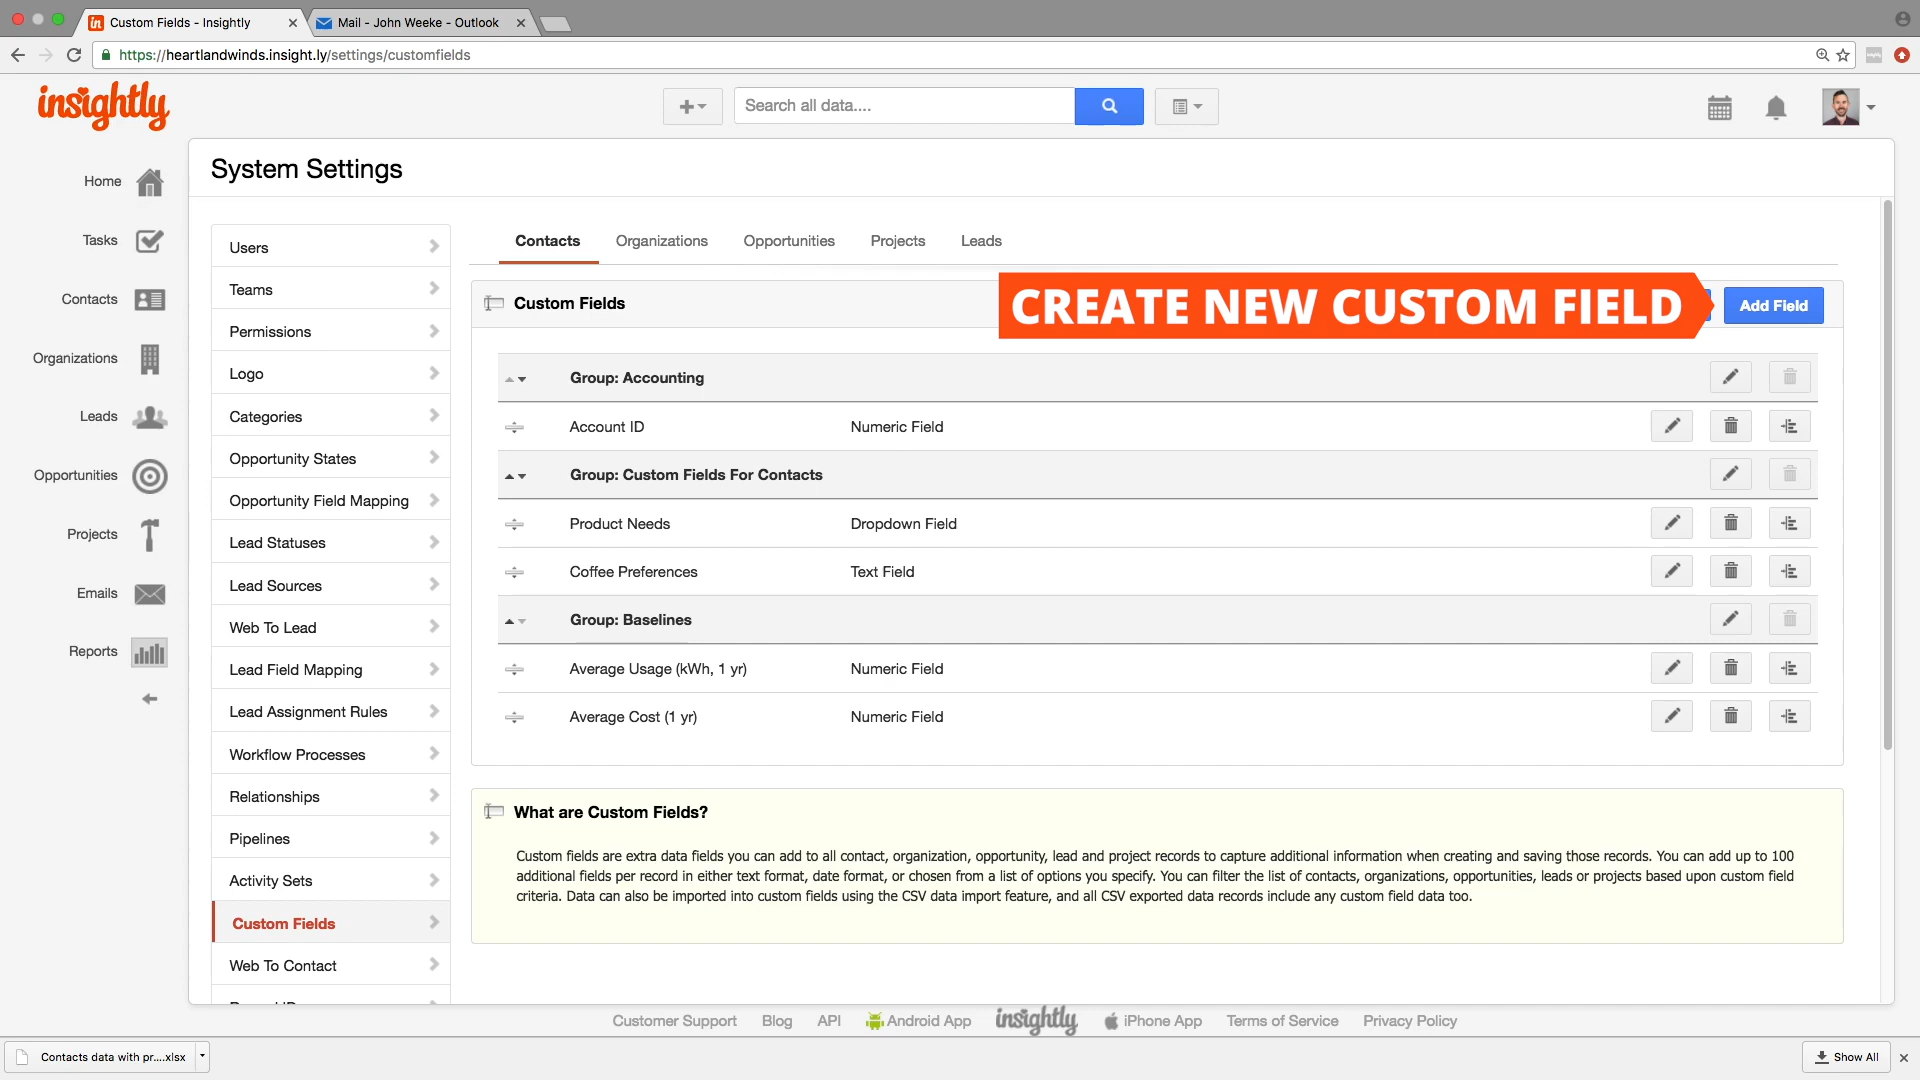 Custom Fields - Insightly
Mail - John Weeke - Outlook
https://heartlandwinds.insight.ly/settings/customfields
insightly
Search all data....
Home
Tasks
Contacts
Organizations
Leads
Opportunities
Projects
Emails
Reports
System Settings
Users
Teams
Permissions
Logo
Categories
Opportunity States
Opportunity Field Mapping
Lead Statuses
Lead Sources
Web To Lead
Lead Field Mapping
Lead Assignment Rules
Workflow Processes
Relationships
Pipelines
Activity Sets
Custom Fields
Web To Contact
Contacts Organizations Opportunities Projects Leads
Custom Fields
CREATE NEW CUSTOM FIELD
Add Field
Group: Accounting
Account ID Numeric Field
Group: Custom Fields For Contacts
Product Needs Dropdown Field
Coffee Preferences Text Field
Group: Baselines
Average Usage (kWh, 1 yr) Numeric Field
Average Cost (1 yr) Numeric Field
What are Custom Fields?
Custom fields are extra data fields you can add to all contact, organization, opportunity, lead and project records to capture additional information when creating and saving those records. You can add up to 100
additional fields per record in either text format, date format, or chosen from a list of options you specify. You can filter the list of contacts, organizations, opportunities, leads or projects based upon custom field
criteria. Data can also be imported into custom fields using the CSV data import feature, and all CSV exported data records include any custom field data too.
Customer Support Blog API Android App insightly iPhone App Terms of Service Privacy Policy
Contacts data with pr....xlsx
Show All